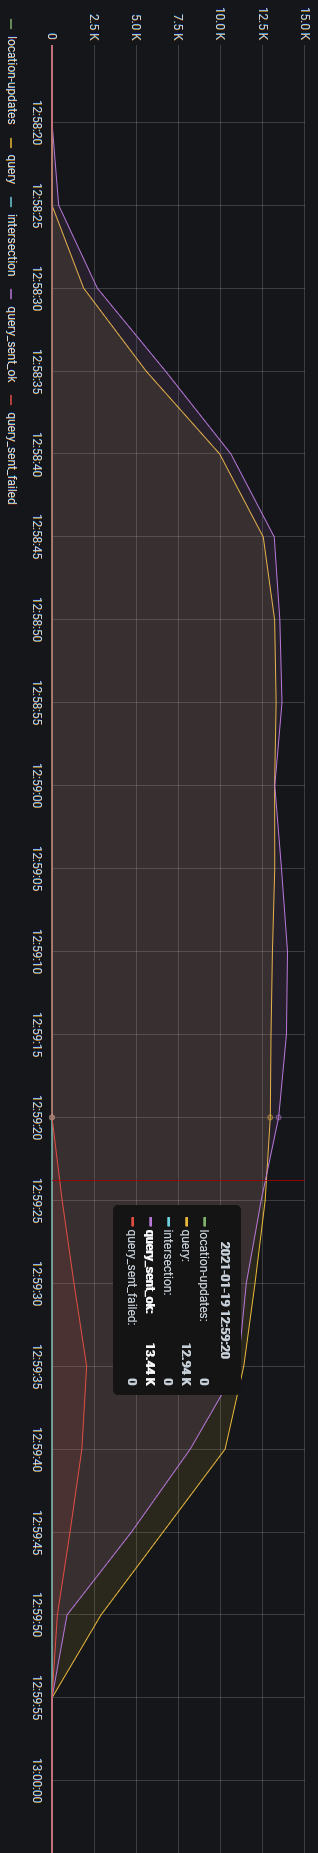 15.0 K
12.5 K
10.0 K
7.5 K
5.0 K
2.5 K
0
12:58:20 12:58:25 12:58:30 12:58:35 12:58:40 12:58:45 12:58:50 12:58:55 12:59:00 12:59:05 12:59:10 12:59:15 12:59:20 12:59:25 12:59:30 12:59:35 12:59:40 12:59:45 12:59:50 12:59:55 13:00:00
location-updates query intersection query_sent_ok query_sent_failed
2021-01-19 12:59:20
location-updates: 0
query: 12.94 K
intersection: 0
query_sent_ok: 13.44 K
query_sent_failed: 0